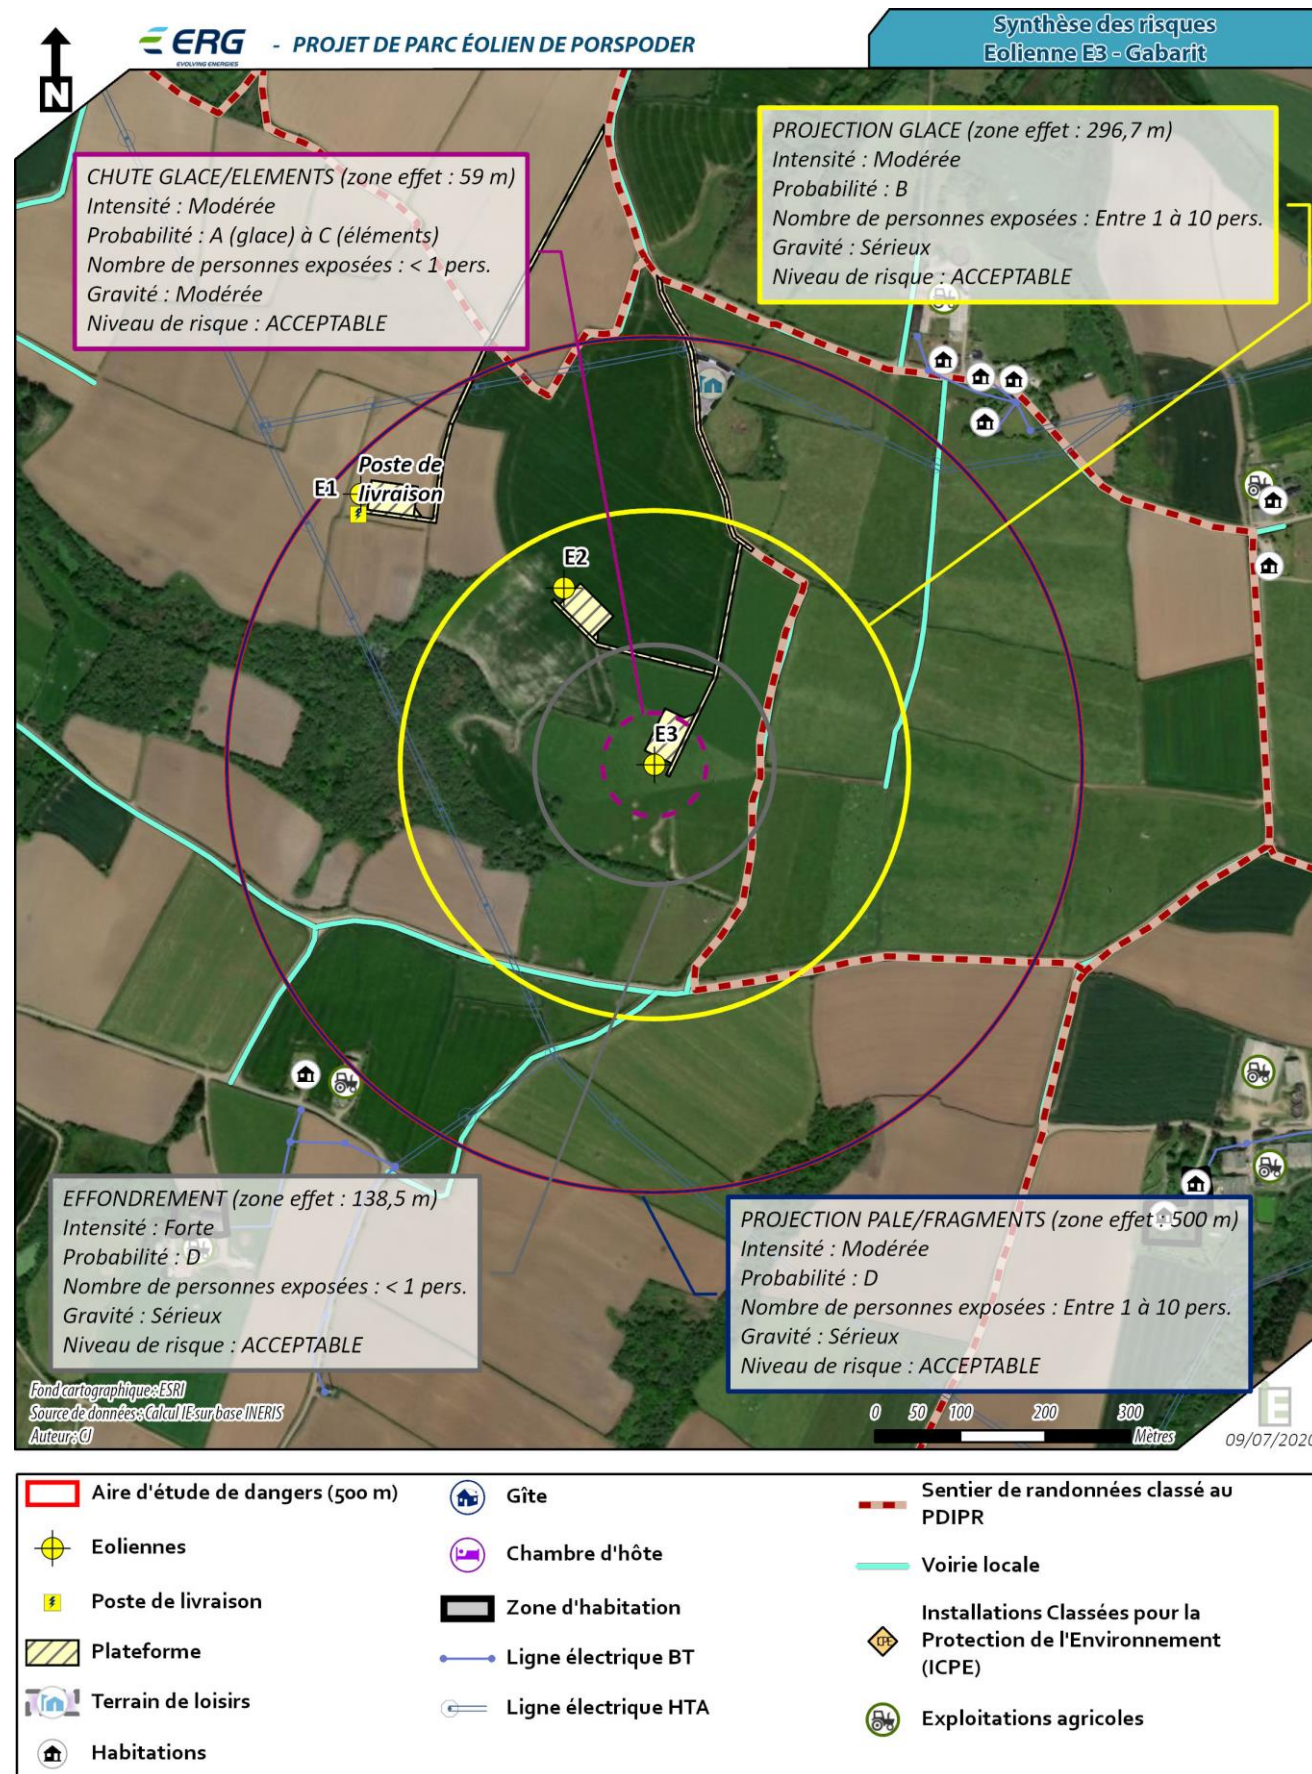 N
ERG
EVOLVING ENERGIES
- PROJET DE PARC ÉOLIEN DE PORSPODER
Synthèse des risques
Eolienne E3 - Gabarit
CHUTE GLACE/ELEMENTS (zone effet : 59 m)
Intensité : Modérée
Probabilité : A (glace) à C (éléments)
Nombre de personnes exposées : < 1 pers.
Gravité : Modérée
Niveau de risque : ACCEPTABLE
PROJECTION GLACE (zone effet : 296,7 m)
Intensité : Modérée
Probabilité : B
Nombre de personnes exposées : Entre 1 à 10 pers.
Gravité : Sérieux
Niveau de risque : ACCEPTABLE
Poste de
livraison
E1
E2
E3
EFFONDREMENT (zone effet : 138,5 m)
Intensité : Forte
Probabilité : D
Nombre de personnes exposées : < 1 pers.
Gravité : Sérieux
Niveau de risque : ACCEPTABLE
PROJECTION PALE/FRAGMENTS (zone effet : 500 m)
Intensité : Modérée
Probabilité : D
Nombre de personnes exposées : Entre 1 à 10 pers.
Gravité : Sérieux
Niveau de risque : ACCEPTABLE
Fond cartographique : ESRI
Source de données : Calcul IE sur base INERIS
Auteur : CJ
0 50 100 200 300
Mètres
09/07/2020
Aire d'étude de dangers (500 m)
Eoliennes
Poste de livraison
Plateforme
Terrain de loisirs
Habitations
Gîte
Chambre d'hôte
Zone d'habitation
Ligne électrique BT
Ligne électrique HTA
Sentier de randonnées classé au
PDIPR
Voirie locale
Installations Classées pour la
Protection de l'Environnement
(ICPE)
Exploitations agricoles